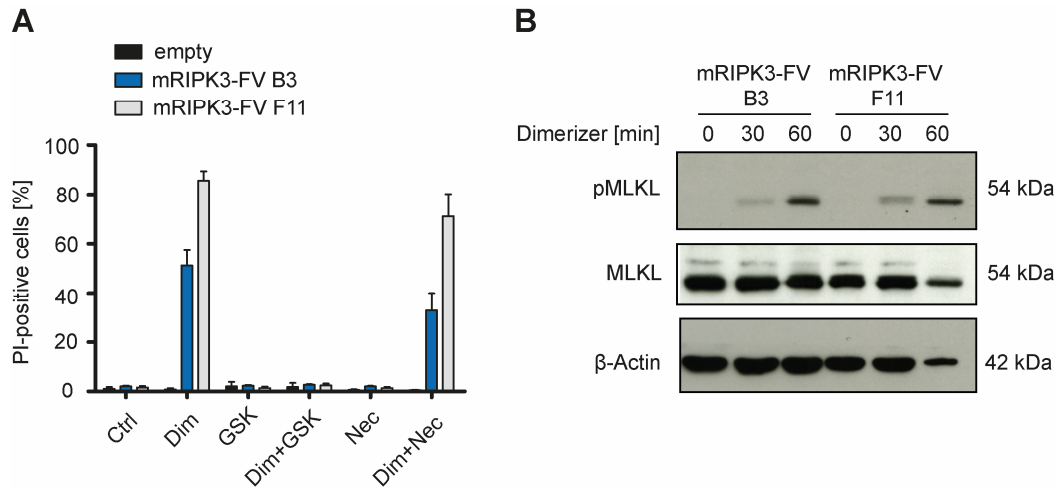 A
empty
mRIPK3-FV B3
mRIPK3-FV F11
PI-positive cells [%]
100
80
60
40
20
0
Ctrl
Dim
GSK
Dim+GSK
Nec
Dim+Nec
B
mRIPK3-FV mRIPK3-FV
B3 F11
Dimerizer [min] 0 30 60 0 30 60
pMLKL 54 kDa
MLKL 54 kDa
β-Actin 42 kDa